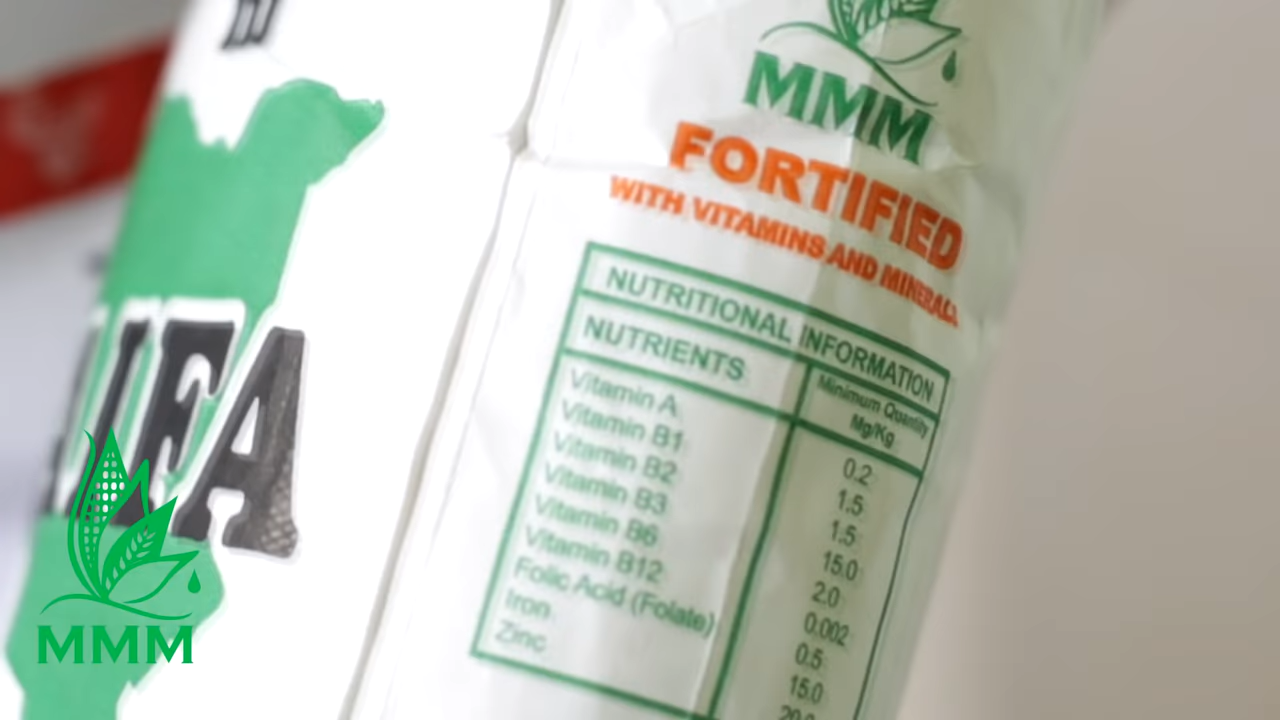 MMM
FORTIFIED
WITH VITAMINS AND MINERALS
NUTRITIONAL INFORMATION
NUTRIENTS Minimum Quantity Mg/Kg
Vitamin A 0.2
Vitamin B1 1.5
Vitamin B2 1.5
Vitamin B3 15.0
Vitamin B6 2.0
Vitamin B12 0.002
Folic Acid (Folate) 0.5
Iron 15.0
Zinc
IFA
MMM